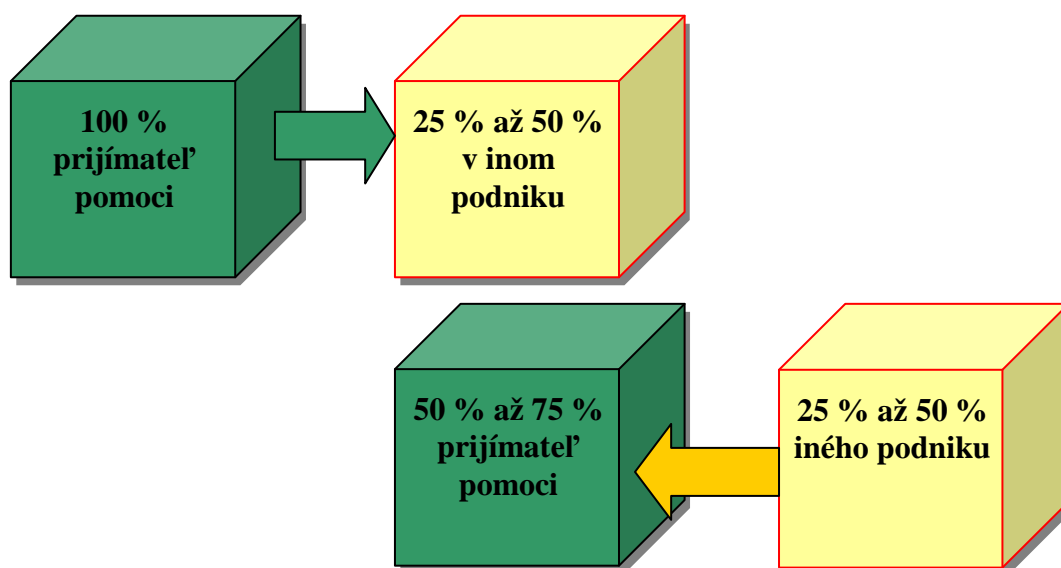 100 %
prijímateľ
pomoci
25 % až 50 %
v inom
podniku
50 % až 75 %
prijímateľ
pomoci
25 % až 50 %
iného podniku